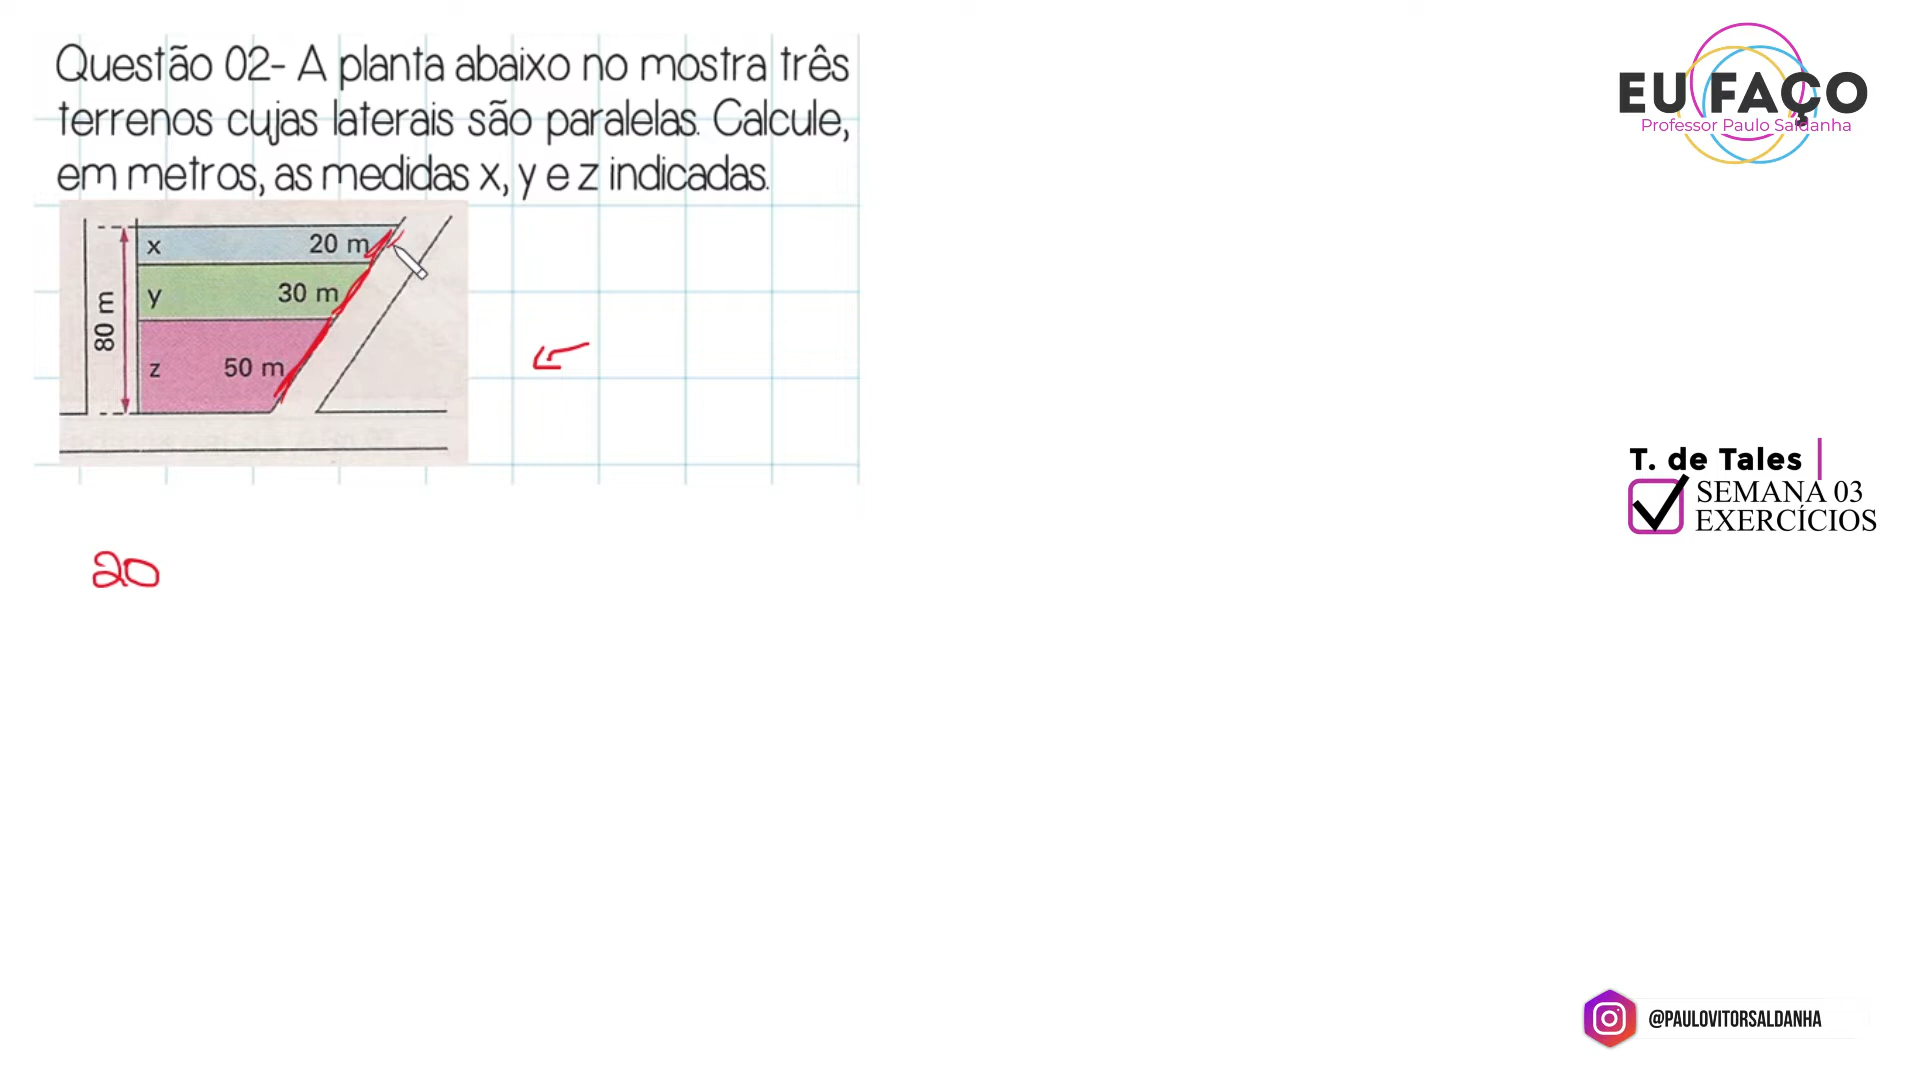 Questão 02- A planta abaixo no mostra três
terrenos cujas laterais são paralelas. Calcule,
em metros, as medidas x, y e z indicadas.
x 20 m
y 30 m
80 m
z 50 m
20
EU FAÇO
Professor Paulo Saldanha
T. de Tales
SEMANA 03
EXERCÍCIOS
@PAULOVITORSALDANHA